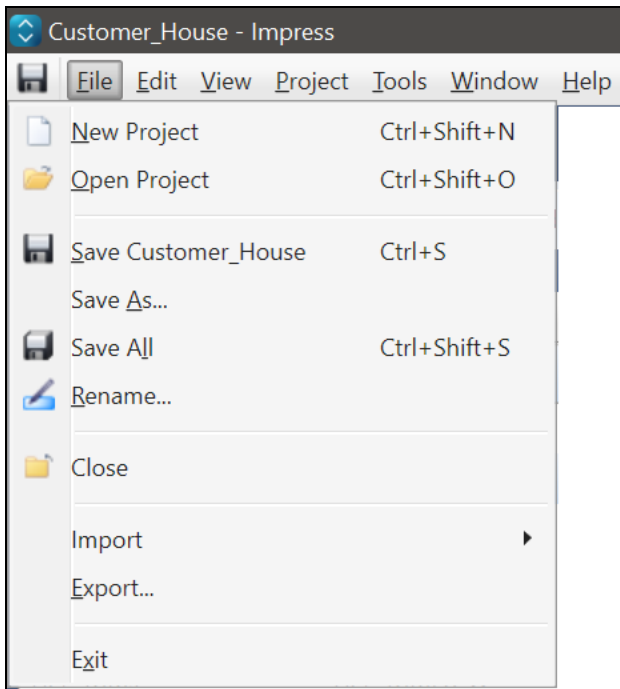 Customer_House - Impress
File Edit View Project Tools Window Help
New Project Ctrl+Shift+N
Open Project Ctrl+Shift+O
Save Customer_House Ctrl+S
Save As...
Save All Ctrl+Shift+S
Rename...
Close
Import
Export...
Exit